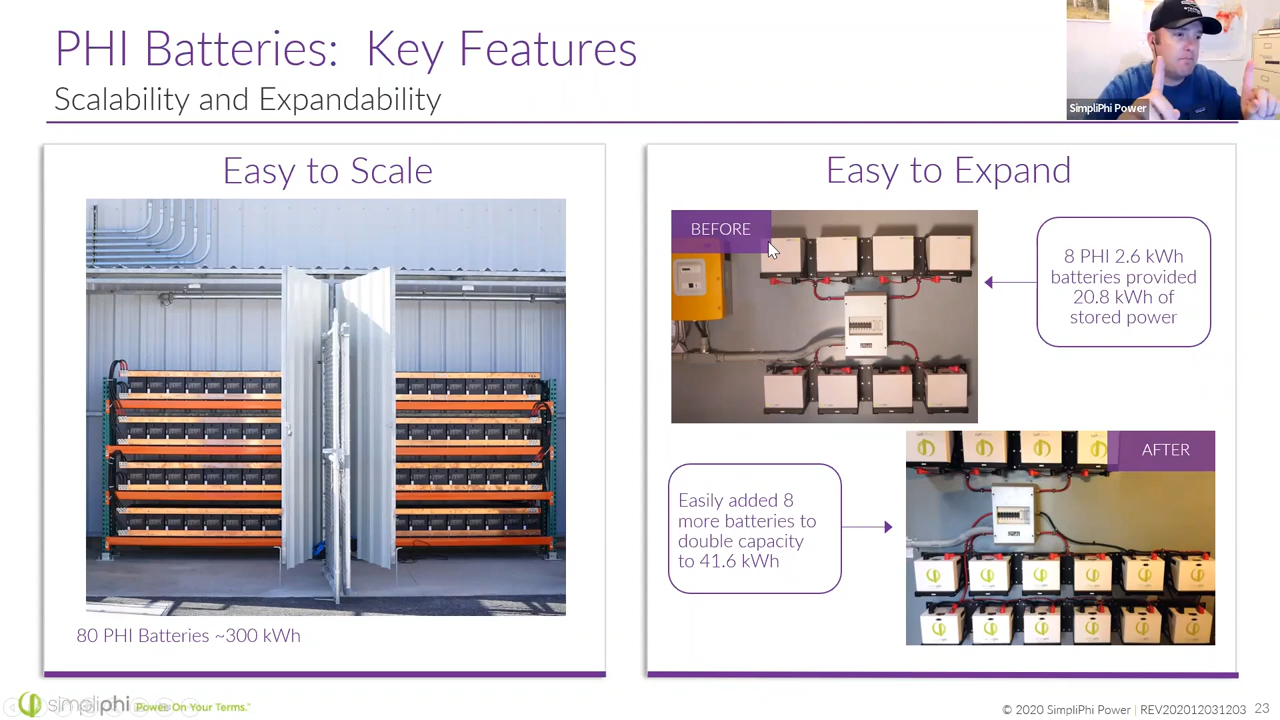 PHI Batteries: Key Features
Scalability and Expandability
SimpliPhi Power
Easy to Scale
80 PHI Batteries ~300 kWh
Easy to Expand
BEFORE
8 PHI 2.6 kWh
batteries provided
20.8 kWh of
stored power
Easily added 8
more batteries to
double capacity
to 41.6 kWh
AFTER
simpliphi Power On Your Terms.™
© 2020 SimpliPhi Power | REV202012031203 23